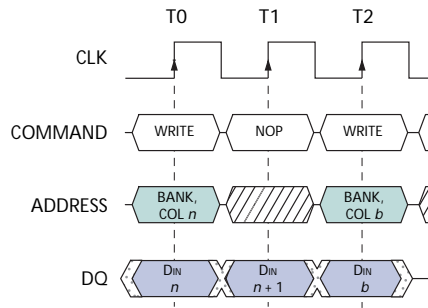 T0 T1 T2
CLK
COMMAND WRITE NOP WRITE
ADDRESS BANK, COL n BANK, COL b
DQ DIN n DIN n + 1 DIN b